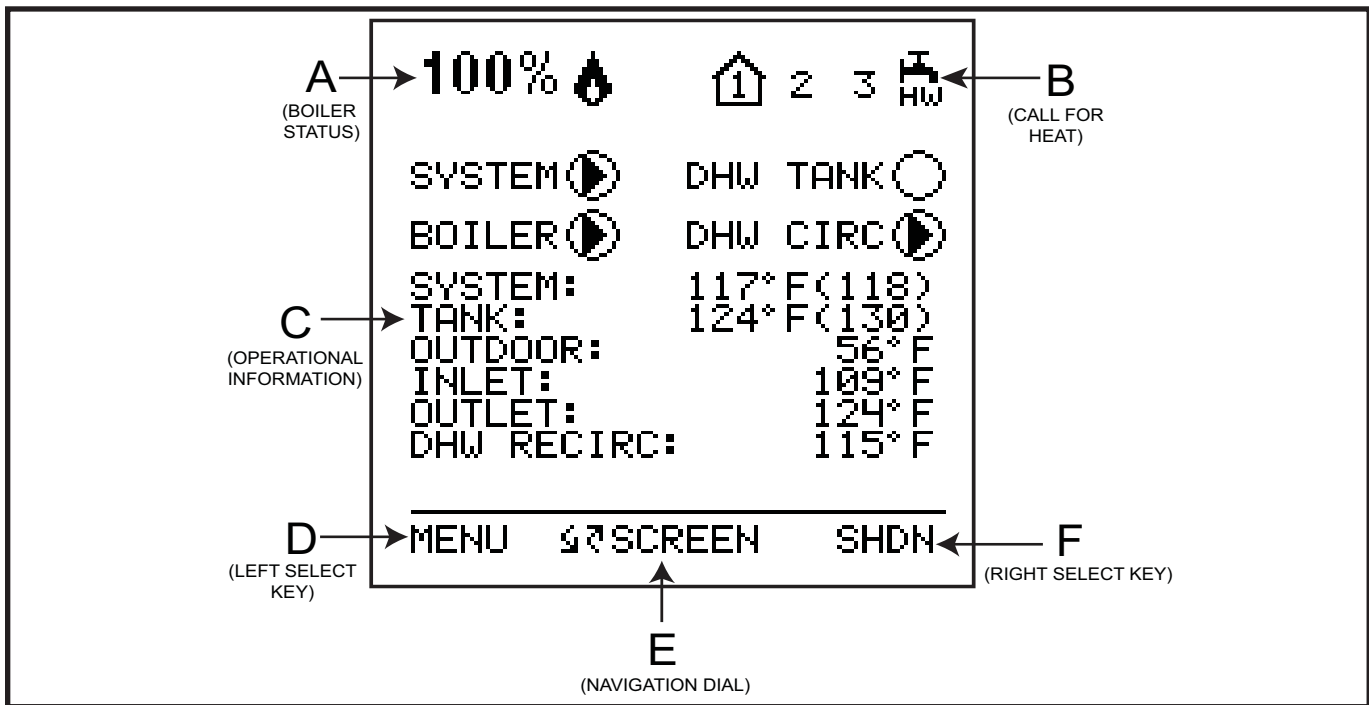 A
(BOILER
STATUS)
100%
1 2 3 HW
B
(CALL FOR
HEAT)
SYSTEM
DHW TANK
BOILER
DHW CIRC
C
(OPERATIONAL
INFORMATION)
SYSTEM: 117°F(118)
TANK: 124°F(130)
OUTDOOR: 56°F
INLET: 109°F
OUTLET: 124°F
DHW RECIRC: 115°F
D
(LEFT SELECT
KEY)
MENU SCREEN SHDN
F
(RIGHT SELECT KEY)
E
(NAVIGATION DIAL)